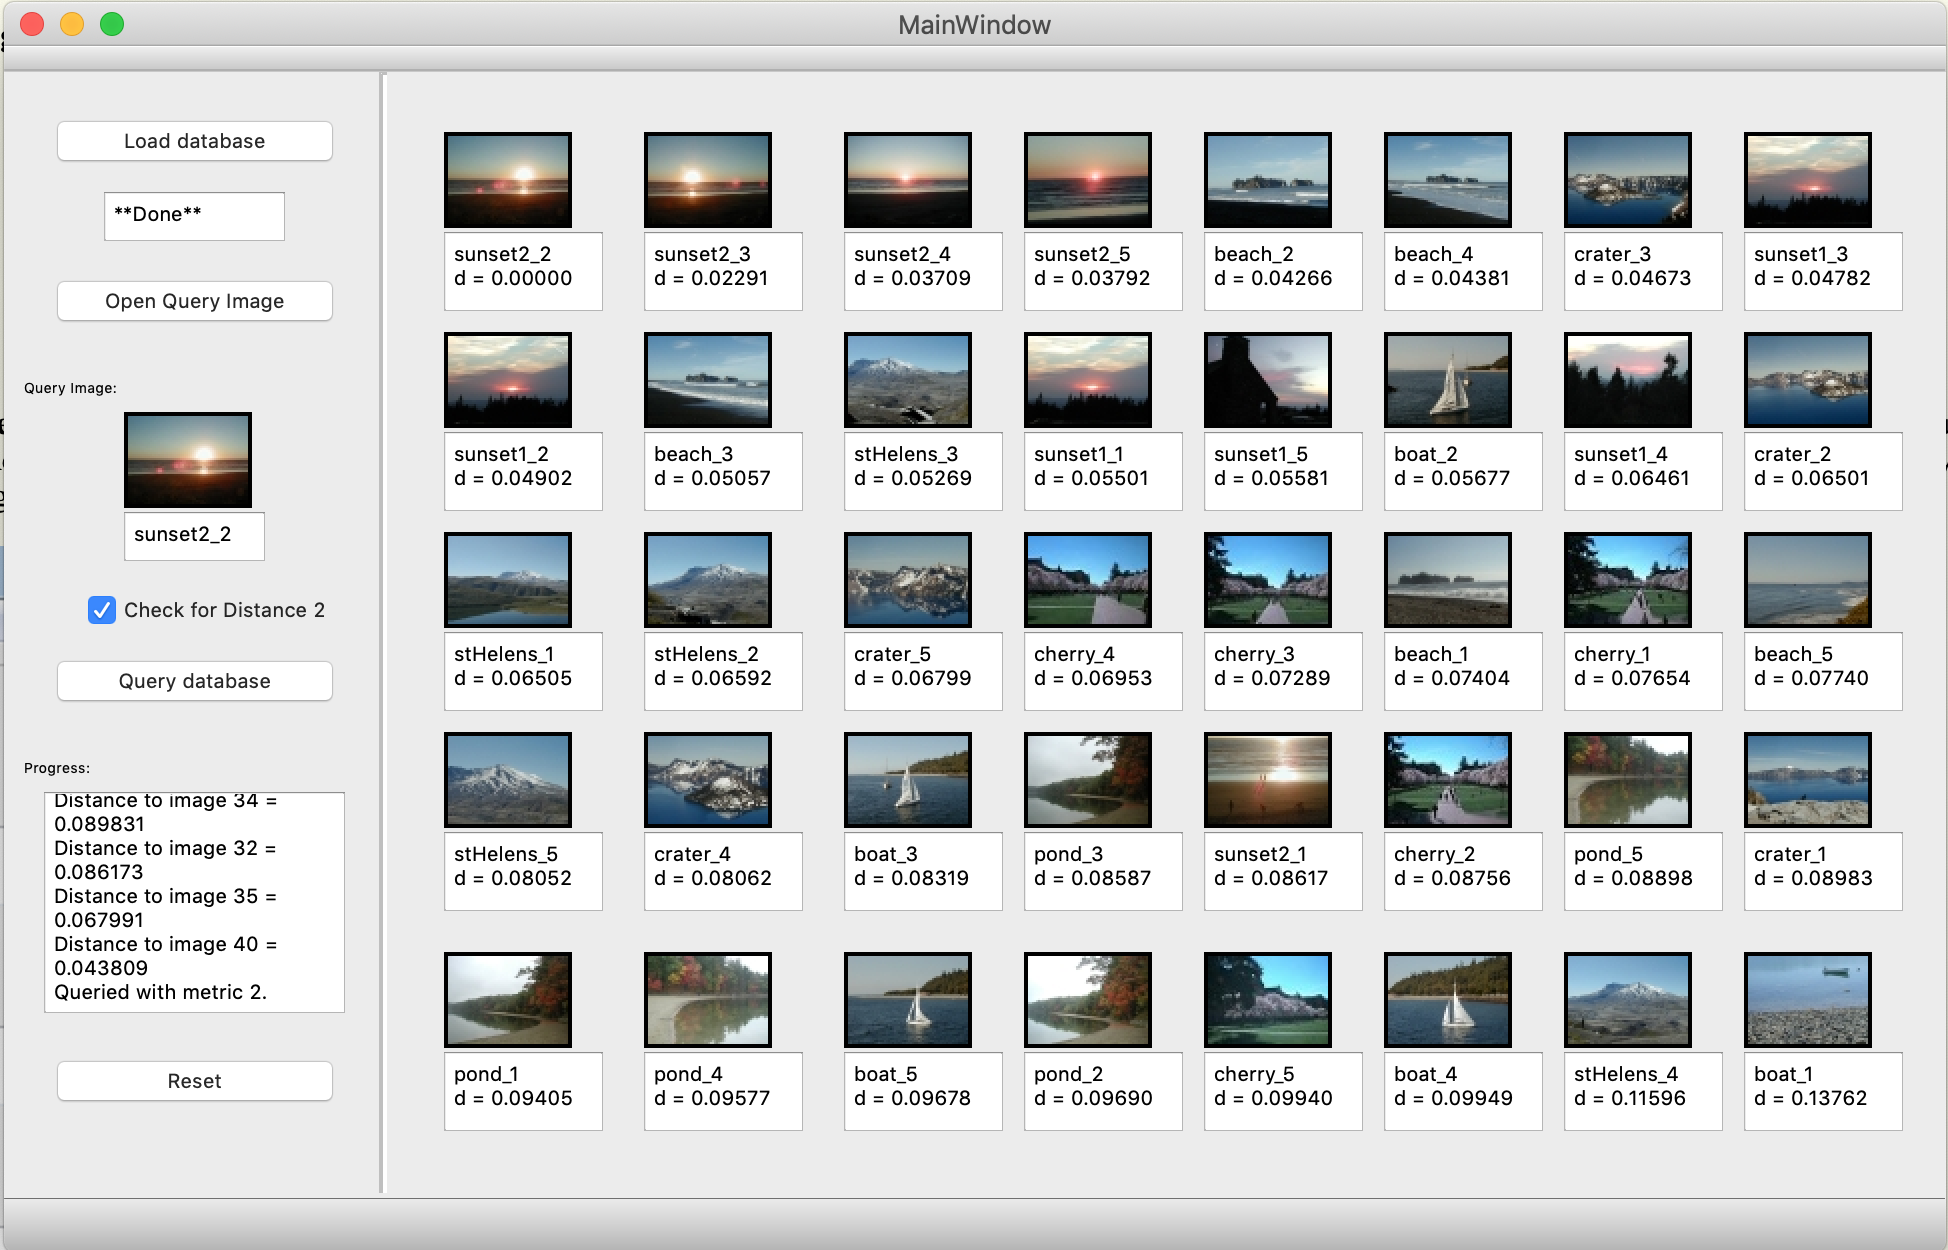 MainWindow
Load database
**Done**
Open Query Image
Query Image:
sunset2_2
Check for Distance 2
Query database
Progress:
Distance to image 34 =
0.089831
Distance to image 32 =
0.086173
Distance to image 35 =
0.067991
Distance to image 40 =
0.043809
Queried with metric 2.
Reset
sunset2_2
d = 0.00000
sunset2_3
d = 0.02291
sunset2_4
d = 0.03709
sunset2_5
d = 0.03792
beach_2
d = 0.04266
beach_4
d = 0.04381
crater_3
d = 0.04673
sunset1_3
d = 0.04782
sunset1_2
d = 0.04902
beach_3
d = 0.05057
stHelens_3
d = 0.05269
sunset1_1
d = 0.05501
sunset1_5
d = 0.05581
boat_2
d = 0.05677
sunset1_4
d = 0.06461
crater_2
d = 0.06501
stHelens_1
d = 0.06505
stHelens_2
d = 0.06592
crater_5
d = 0.06799
cherry_4
d = 0.06953
cherry_3
d = 0.07289
beach_1
d = 0.07404
cherry_1
d = 0.07654
beach_5
d = 0.07740
stHelens_5
d = 0.08052
crater_4
d = 0.08062
boat_3
d = 0.08319
pond_3
d = 0.08587
sunset2_1
d = 0.08617
cherry_2
d = 0.08756
pond_5
d = 0.08898
crater_1
d = 0.08983
pond_1
d = 0.09405
pond_4
d = 0.09577
boat_5
d = 0.09678
pond_2
d = 0.09690
cherry_5
d = 0.09940
boat_4
d = 0.09949
stHelens_4
d = 0.11596
boat_1
d = 0.13762